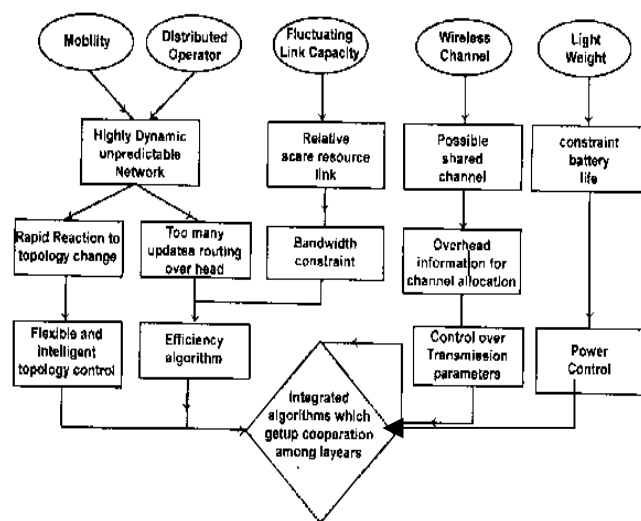 Mobility
Distributed
Operator
Fluctuating
Link Capacity
Wireless
Channel
Light
Weight
Highly Dynamic
unpredictable
Network
Relative
scare resource
link
Possible
shared
channel
constraint
battery
life
Rapid Reaction to
topology change
Too many
updates routing
over head
Bandwidth
constraint
Overhead
information for
channel allocation
Flexible and
intelligent
topology control
Efficiency
algorithm
Control over
Transmission
parameters
Power
Control
Integrated
algorithms which
getup cooperation
among layears